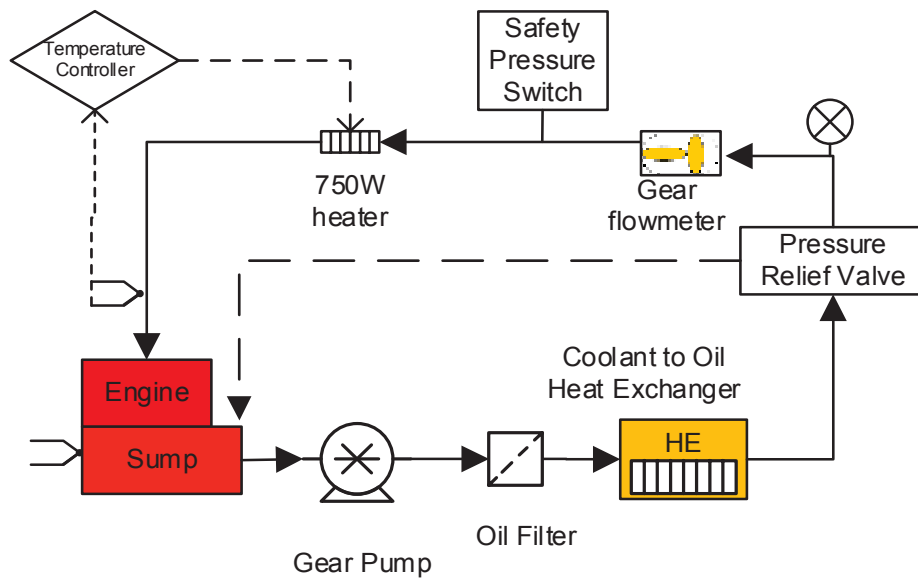 Temperature
Controller
Safety
Pressure
Switch
750W
heater
Gear
flowmeter
Pressure
Relief Valve
Coolant to Oil
Heat Exchanger
Engine
Sump
HE
Oil Filter
Gear Pump